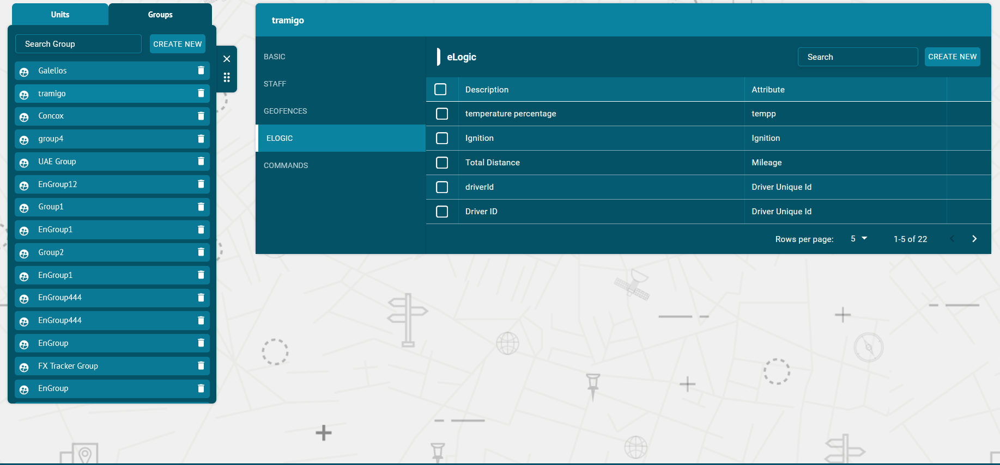 Units
Groups
Search Group
CREATE NEW
Galelios
tramigo
Concox
group4
UAE Group
EnGroup12
Group1
EnGroup1
Group2
EnGroup1
EnGroup444
EnGroup444
EnGroup
FX Tracker Group
EnGroup
tramigo
BASIC
STAFF
GEOFENCES
ELOGIC
COMMANDS
eLogic
Search
CREATE NEW
Description Attribute
temperature percentage tempp
Ignition Ignition
Total Distance Mileage
driverId Driver Unique Id
Driver ID Driver Unique Id
Rows per page: 5 1-5 of 22